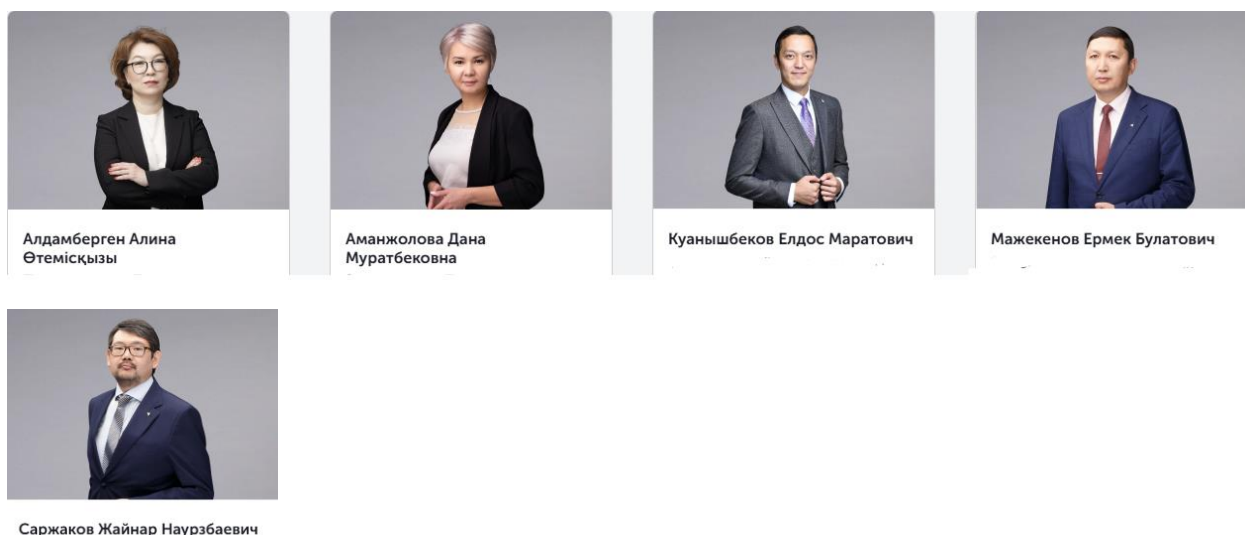 Алдамберген Алина
Өтемісқызы
Аманжолова Дана
Муратбековна
Куанышбеков Елдос Маратович
Мажекенов Ермек Булатович
Саржаков Жайнар Наурзбаевич